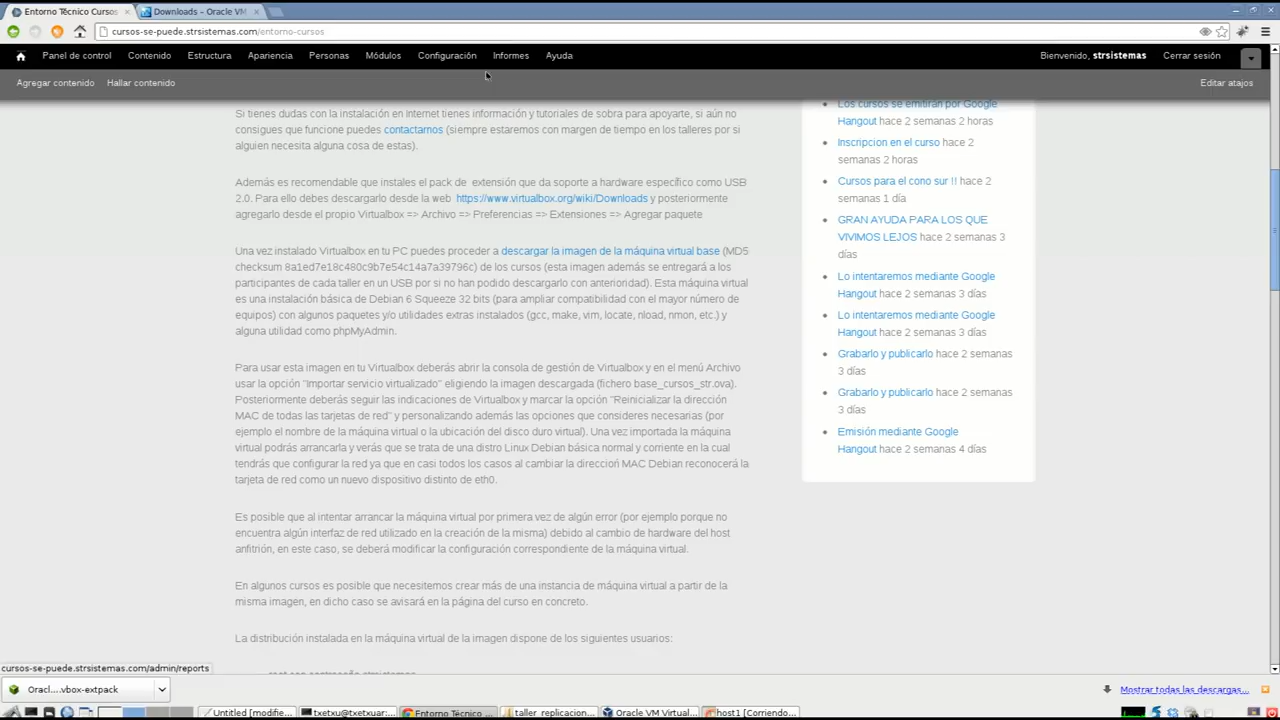 Entorno Técnico Cursos
Downloads – Oracle VM
cursos-se-puede.strsistemas.com/entorno-cursos
Panel de control Contenido Estructura Apariencia Personas Módulos Configuración Informes Ayuda Bienvenido, strsistemas Cerrar sesión
Agregar contenido Hallar contenido Editar atajos
Si tienes dudas con la instalación en Internet tienes información y tutoriales de sobra para apoyarte, si aún no
consigues que funcione puedes contactarnos (siempre estaremos con margen de tiempo en los talleres por si
alguien necesita alguna cosa de estas).
Además es recomendable que instales el pack de extensión que da soporte a hardware específico como USB
2.0. Para ello debes descargarlo desde la web https://www.virtualbox.org/wiki/Downloads y posteriormente
agregarlo desde el propio Virtualbox => Archivo => Preferencias => Extensiones => Agregar paquete
Una vez instalado Virtualbox en tu PC puedes proceder a descargar la imagen de la máquina virtual base (MD5
checksum 8a1ed7e18c480c9b7e54c14a7a39796c) de los cursos (esta imagen además se entregará a los
participantes de cada taller en un USB por si no han podido descargarlo con anterioridad). Esta máquina virtual
es una instalación básica de Debian 6 Squeeze 32 bits (para ampliar compatibilidad con el mayor número de
equipos) con algunos paquetes y/o utilidades extras instalados (gcc, make, vim, locate, nload, nmon, etc.) y
alguna utilidad como phpMyAdmin.
Para usar esta imagen en tu Virtualbox deberás abrir la consola de gestión de Virtualbox y en el menú Archivo
usar la opción "Importar servicio virtualizado" eligiendo la imagen descargada (fichero base_cursos_str.ova).
Posteriormente deberás seguir las indicaciones de Virtualbox y marcar la opción "Reinicializar la dirección
MAC de todas las tarjetas de red" y personalizando además las opciones que consideres necesarias (por
ejemplo el nombre de la máquina virtual o la ubicación del disco duro virtual). Una vez importada la máquina
virtual podrás arrancarla y verás que se trata de una distro Linux Debian básica normal y corriente en la cual
tendrás que configurar la red ya que en casi todos los casos al cambiar la direccioń MAC Debian reconocerá la
tarjeta de red como un nuevo dispositivo distinto de eth0.
Es posible que al intentar arrancar la máquina virtual por primera vez de algún error (por ejemplo porque no
encuentra algún interfaz de red utilizado en la creación de la misma) debido al cambio de hardware del host
anfitrión, en este caso, se deberá modificar la configuración correspondiente de la máquina virtual.
En algunos cursos es posible que necesitemos crear más de una instancia de máquina virtual a partir de la
misma imagen, en dicho caso se avisará en la página del curso en concreto.
La distribución instalada en la máquina virtual de la imagen dispone de los siguientes usuarios:
root con contraseña strsistemas
Los cursos se emitirán por Google
Hangout hace 2 semanas 2 horas
Inscripcion en el curso hace 2
semanas 2 horas
Cursos para el cono sur !! hace 2
semanas 1 día
GRAN AYUDA PARA LOS QUE
VIVIMOS LEJOS hace 2 semanas 3
días
Lo intentaremos mediante Google
Hangout hace 2 semanas 3 días
Lo intentaremos mediante Google
Hangout hace 2 semanas 3 días
Grabarlo y publicarlo hace 2 semanas
3 días
Grabarlo y publicarlo hace 2 semanas
3 días
Emisión mediante Google
Hangout hace 2 semanas 4 días
cursos-se-puede.strsistemas.com/admin/reports
Oracl....vbox-extpack
Mostrar todas las descargas...
Untitled [modifie... txetxu@txetxuar: Entorno Técnico ... taller_replicacion... Oracle VM Virtual... host1 [Corriendo...